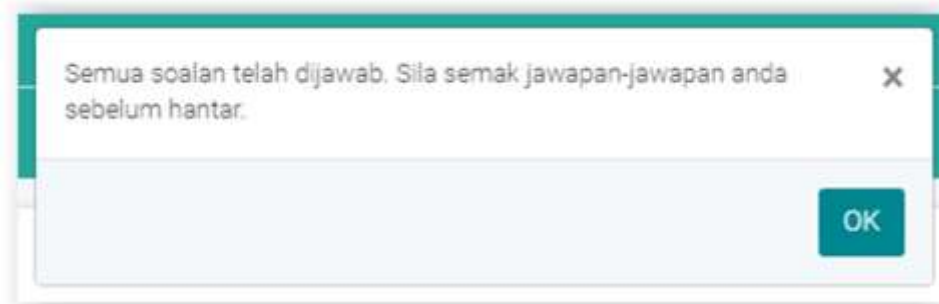 Semua soalan telah dijawab. Sila semak jawapan-jawapan anda
sebelum hantar.
×
OK